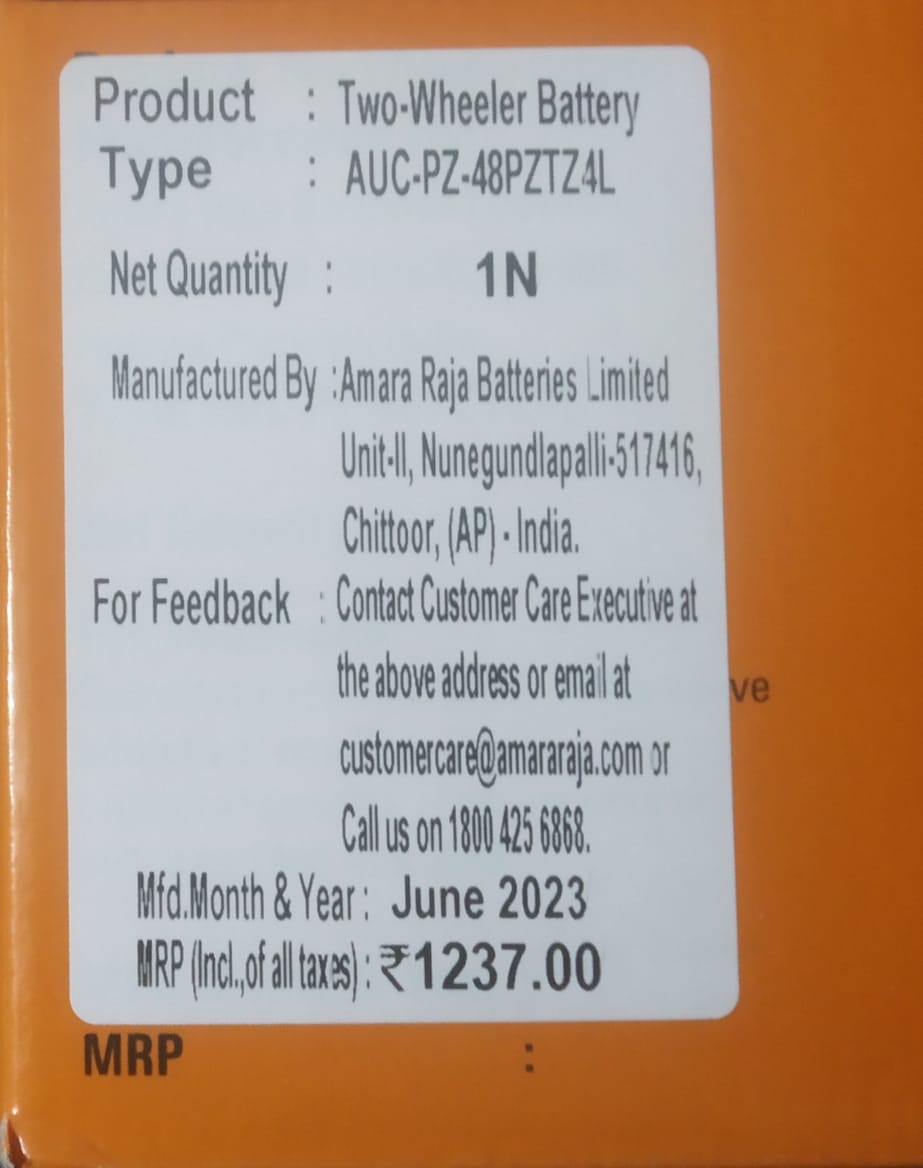 Product : Two-Wheeler Battery
Type : AUC-PZ-48PZTZ4L
Net Quantity : 1N
Manufactured By :Amara Raja Batteries Limited
Unit-II, Nunegundlapalli-517416,
Chittoor, (AP) - India.
For Feedback : Contact Customer Care Executive at
the above address or email at
ve
customercare@amararaja.com or
Call us on 1800 425 6868.
Mfd.Month & Year : June 2023
MRP (Incl.,of all taxes) : ₹1237.00
MRP :